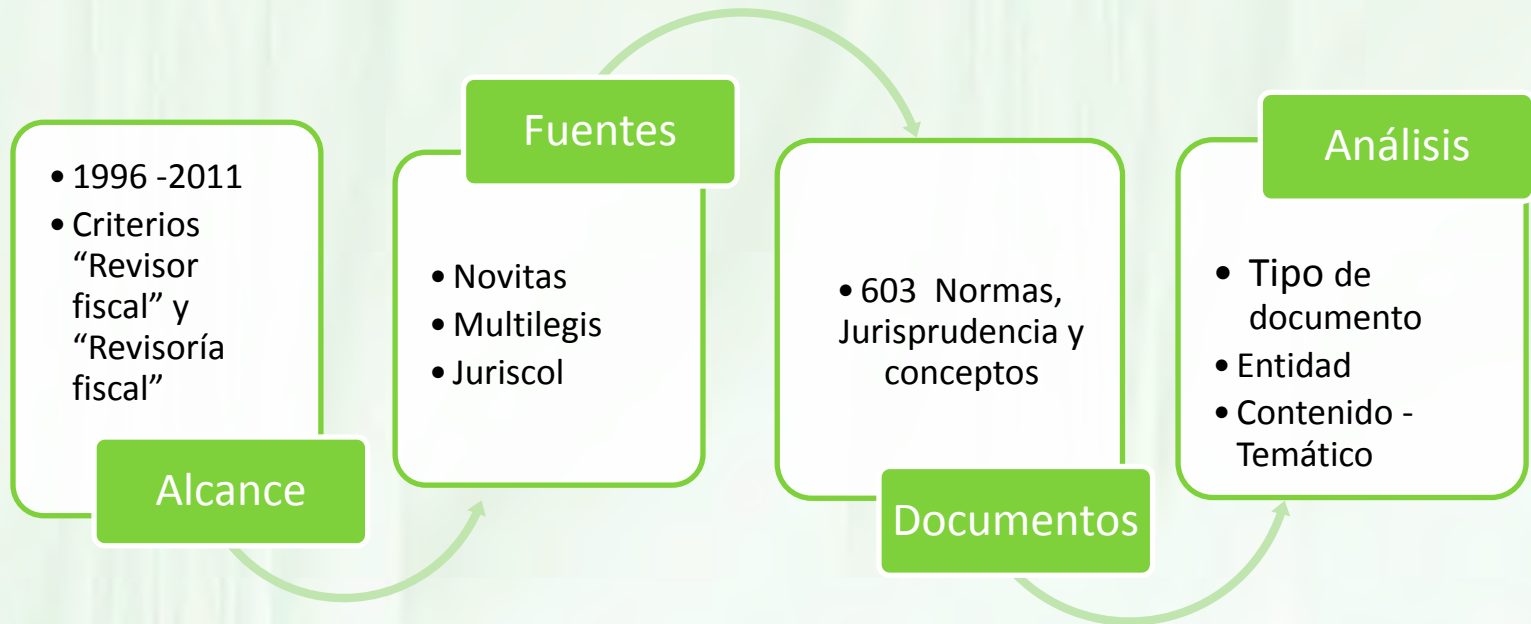 • 1996 -2011
• Criterios
“Revisor
fiscal” y
“Revisoría
fiscal”
Alcance
Fuentes
• Novitas
• Multilegis
• Juriscol
• 603 Normas,
Jurisprudencia y
conceptos
Documentos
Análisis
• Tipo de
documento
• Entidad
• Contenido -
Temático